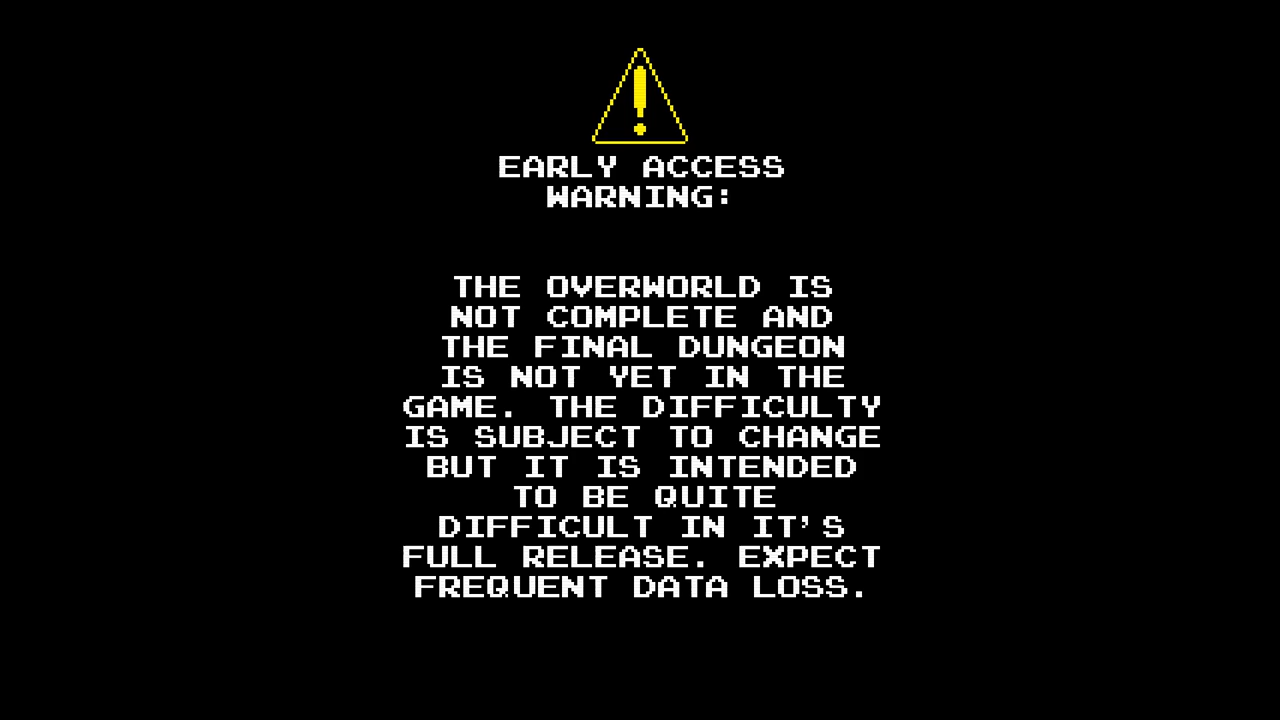 EARLY ACCESS
WARNING:
THE OVERWORLD IS
NOT COMPLETE AND
THE FINAL DUNGEON
IS NOT YET IN THE
GAME. THE DIFFICULTY
IS SUBJECT TO CHANGE
BUT IT IS INTENDED
TO BE QUITE
DIFFICULT IN IT'S
FULL RELEASE. EXPECT
FREQUENT DATA LOSS.